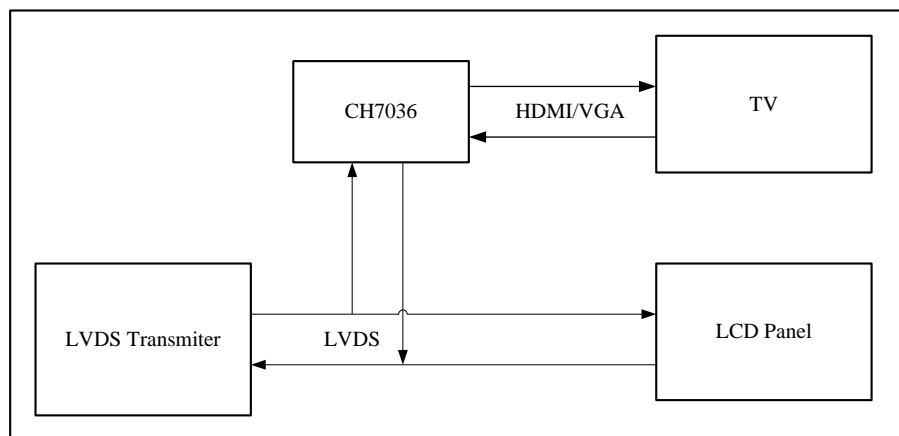 CH7036
HDMI/VGA
TV
LVDS Transmiter
LVDS
LCD Panel